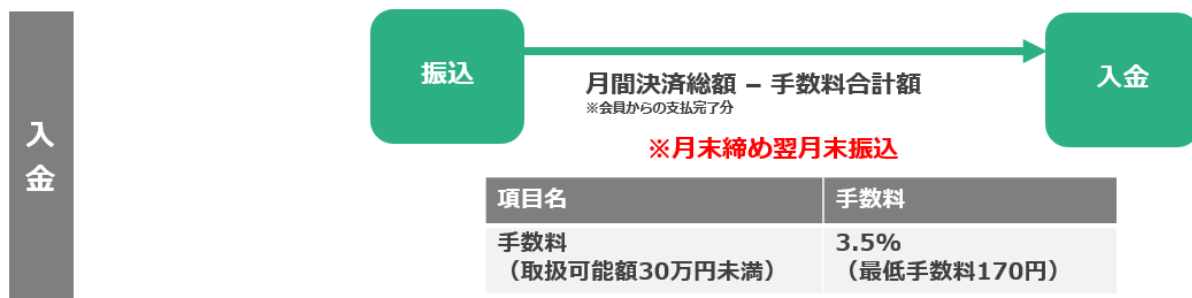 入金
振込
月間決済総額 − 手数料合計額
※会員からの支払完了分
入金
※月末締め翌月末振込
項目名
手数料
手数料
（取扱可能額30万円未満）
3.5%
（最低手数料170円）